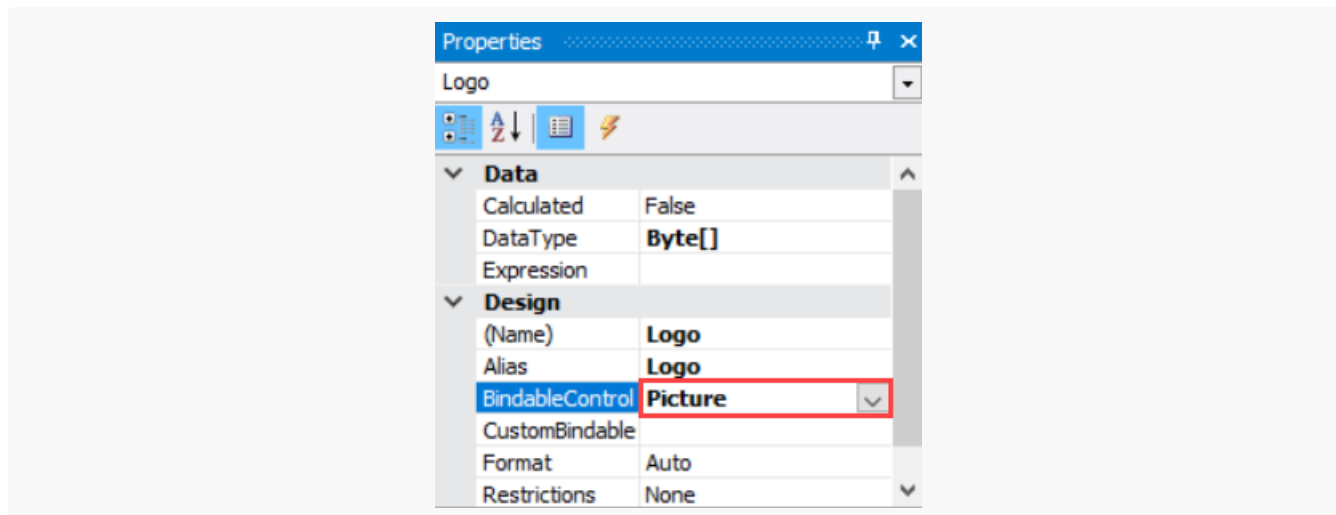 Properties
Logo
Data
Calculated False
DataType Byte[]
Expression
Design
(Name) Logo
Alias Logo
BindableControl Picture
CustomBindable
Format Auto
Restrictions None